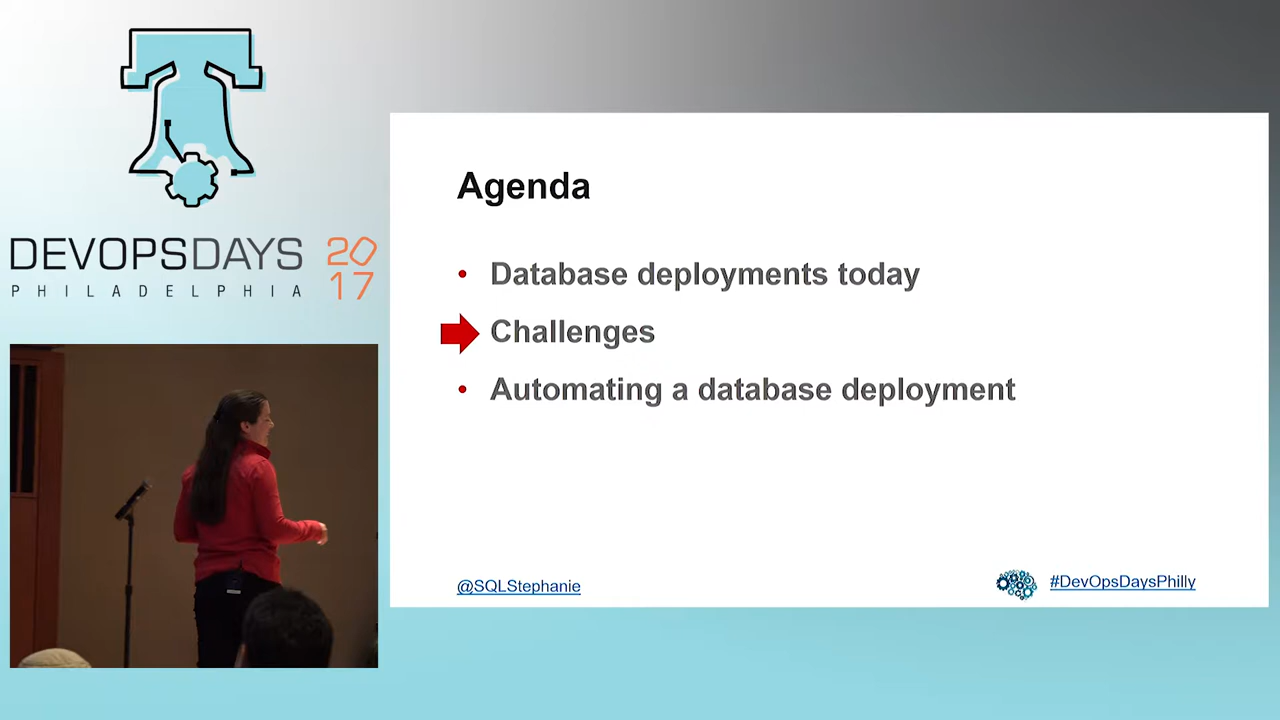 DEVOPSDAYS 2017
PHILADELPHIA
Agenda
• Database deployments today
Challenges
• Automating a database deployment
@SQLStephanie
#DevOpsDaysPhilly